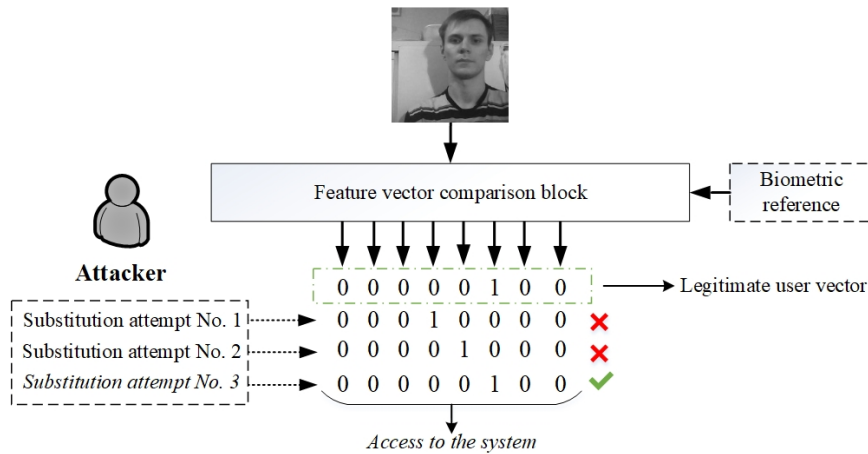 Feature vector comparison block
Biometric
reference
Attacker
0 0 0 0 0 1 0 0
Legitimate user vector
Substitution attempt No. 1
0 0 0 1 0 0 0 0
Substitution attempt No. 2
0 0 0 0 1 0 0 0
Substitution attempt No. 3
0 0 0 0 0 1 0 0
Access to the system